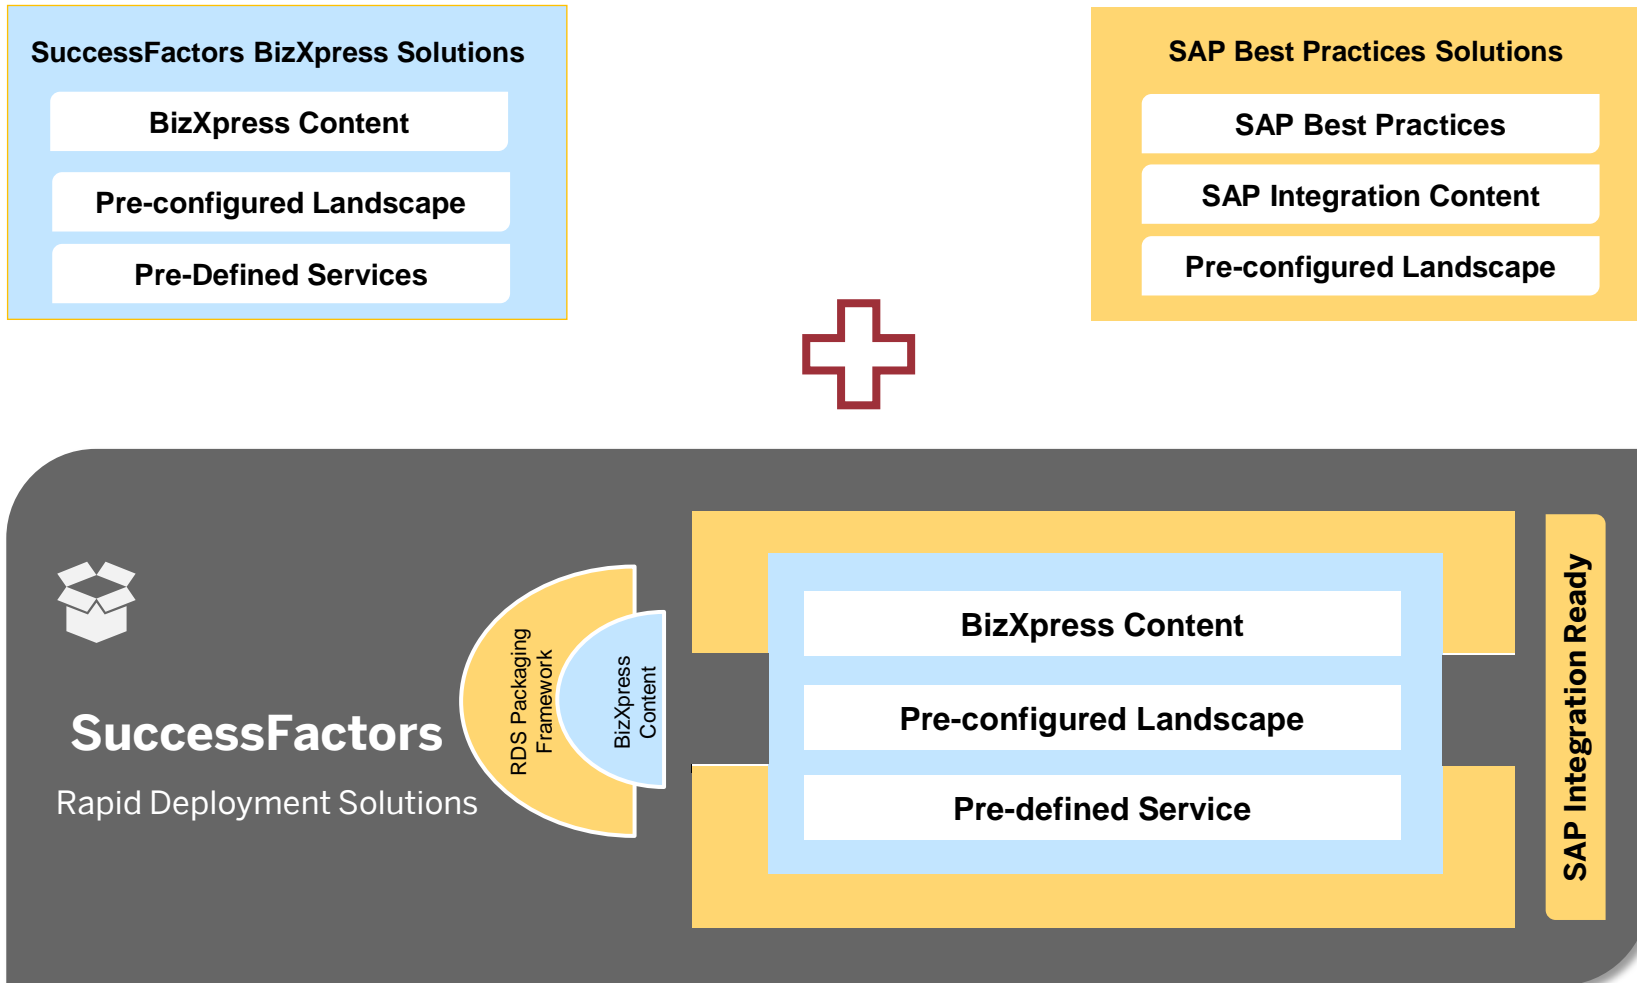 SuccessFactors BizXpress Solutions
BizXpress Content
Pre-configured Landscape
Pre-Defined Services
SAP Best Practices Solutions
SAP Best Practices
SAP Integration Content
Pre-configured Landscape
SuccessFactors
Rapid Deployment Solutions
RDS Packaging
Framework
BizXpress
Content
BizXpress Content
Pre-configured Landscape
Pre-defined Service
SAP Integration Ready